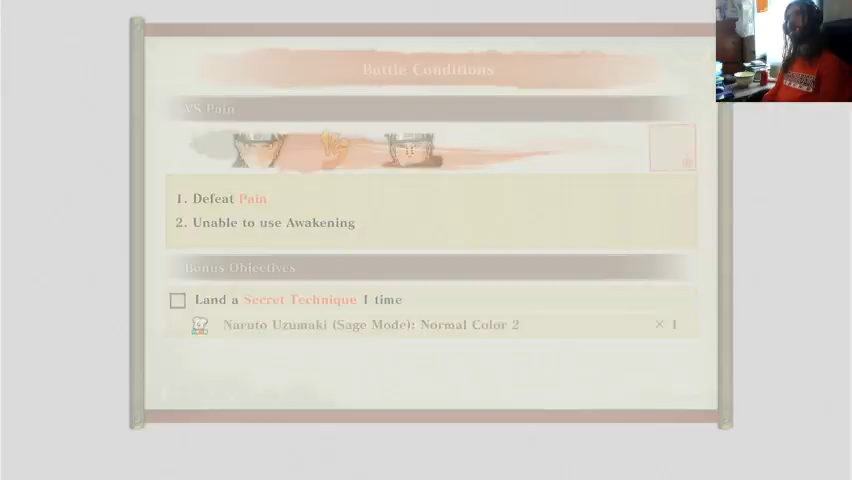 Battle Conditions
VS Pain
1. Defeat Pain
2. Unable to use Awakening
Bonus Objectives
Land a Secret Technique 1 time
Naruto Uzumaki (Sage Mode): Normal Color 2 × 1